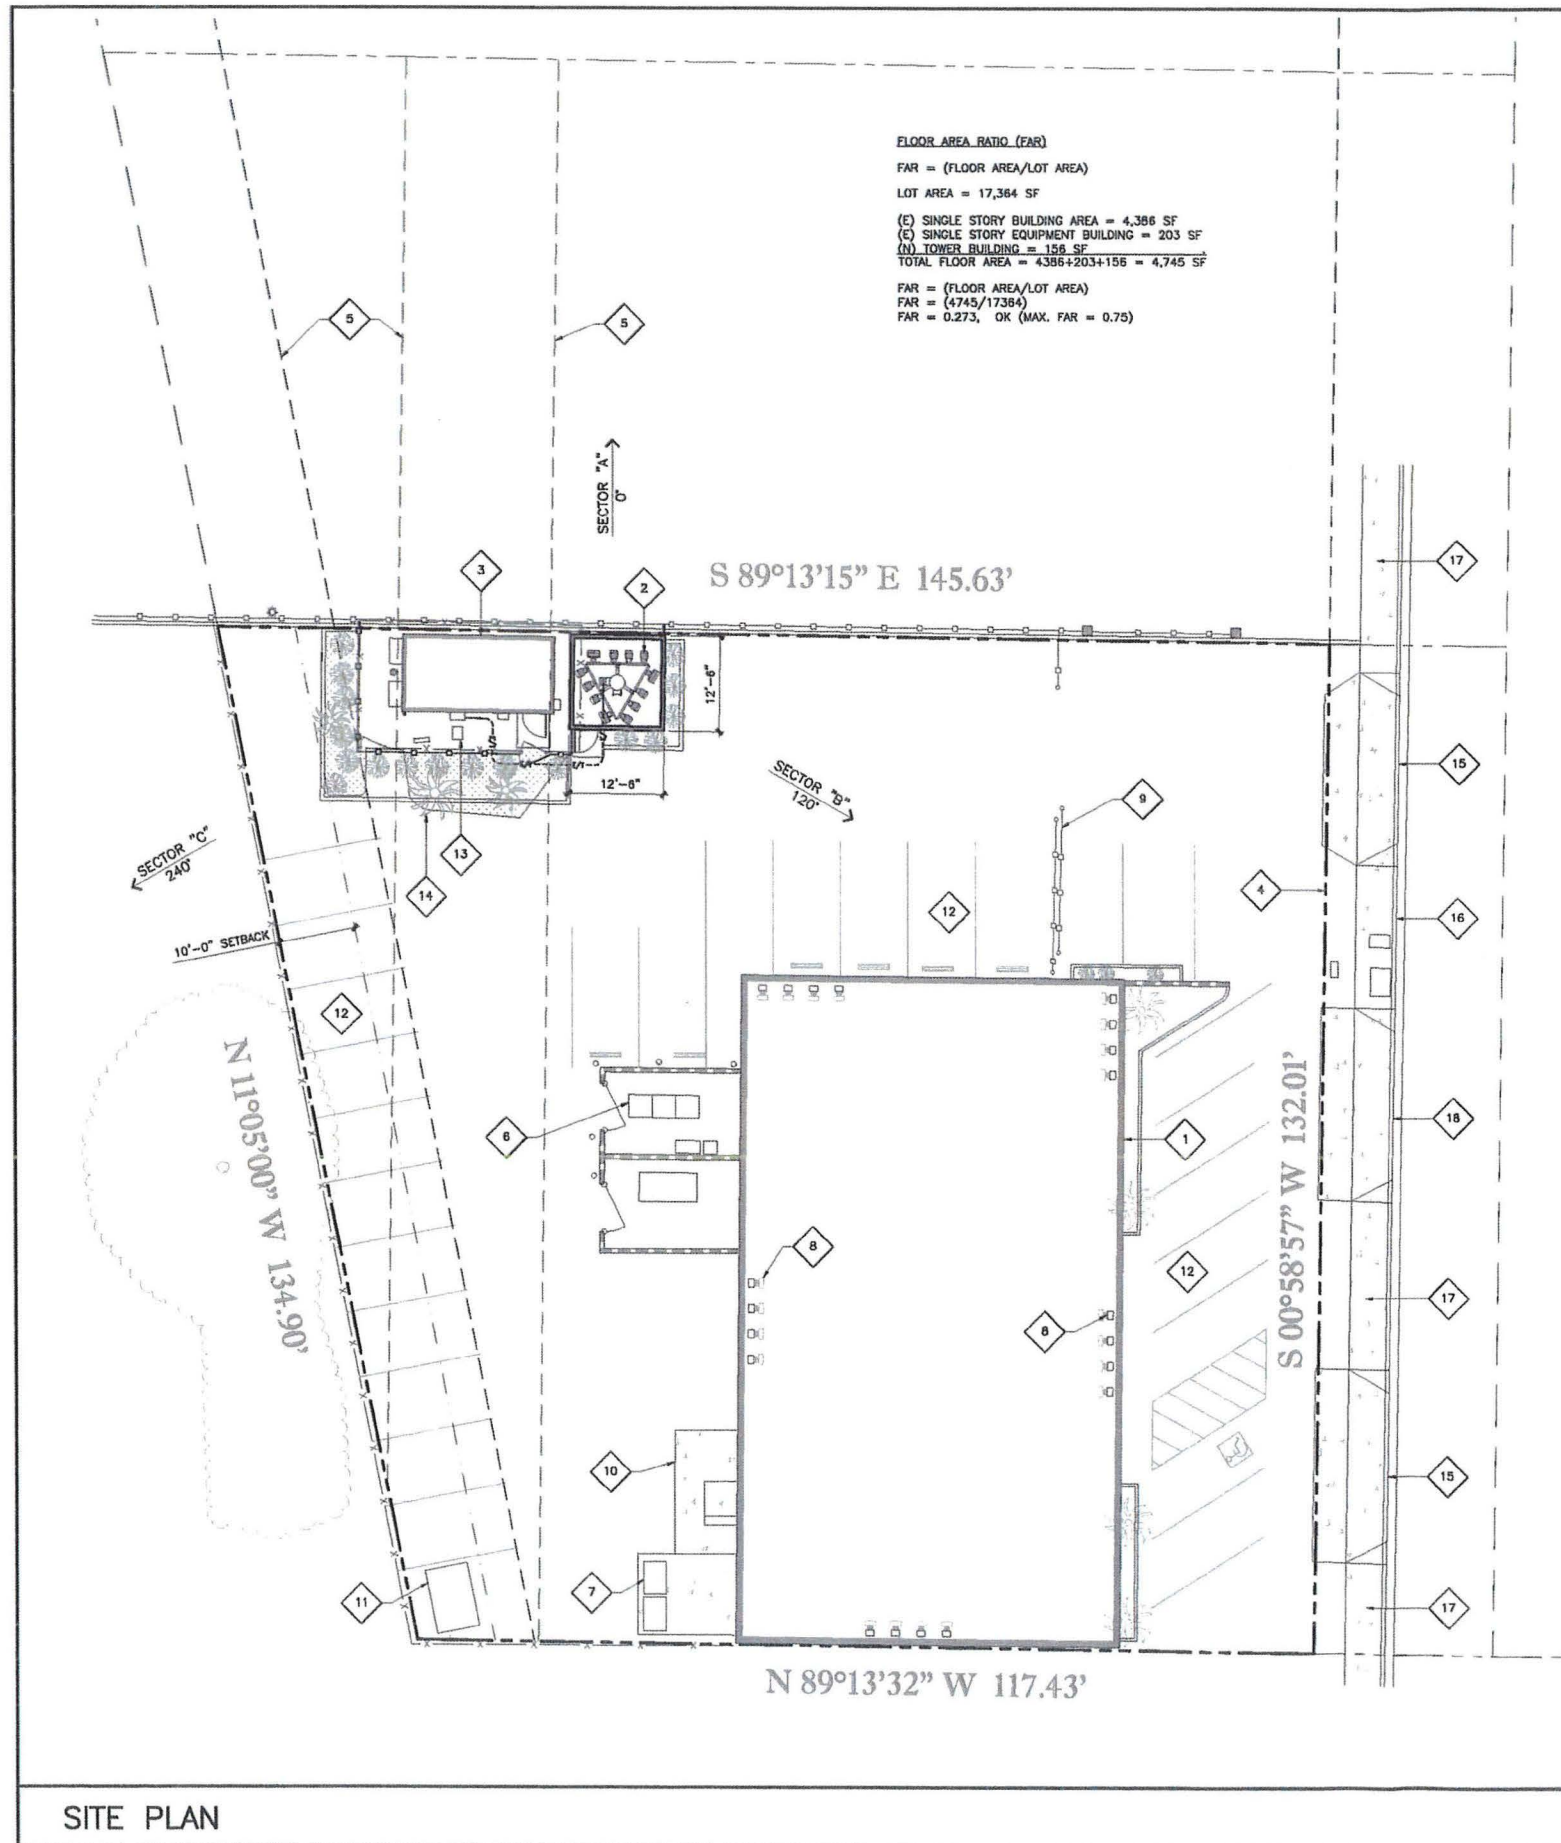 FLOOR AREA RATIO (FAR)
FAR = (FLOOR AREA/LOT AREA)
LOT AREA = 17,364 SF
(E) SINGLE STORY BUILDING AREA = 4,386 SF
(E) SINGLE STORY EQUIPMENT BUILDING = 203 SF
(N) TOWER BUILDING = 156 SF
TOTAL FLOOR AREA = 4386+203+156 = 4,745 SF
FAR = (FLOOR AREA/LOT AREA)
FAR = (4745/17364)
FAR = 0.273, OK (MAX. FAR = 0.75)
5
5
SECTOR "A"
0°
S 89°13'15" E 145.63'
17
3
2
12'-6"
12'-6"
SECTOR "B"
120°
15
9
SECTOR "C"
240°
13
14
4
12
16
10'-0" SETBACK
12
N 11°05'00" W 134.90'
6
1
18
S 00°58'57" W 132.01'
8
12
17
8
10
15
11
7
17
N 89°13'32" W 117.43'
SITE PLAN